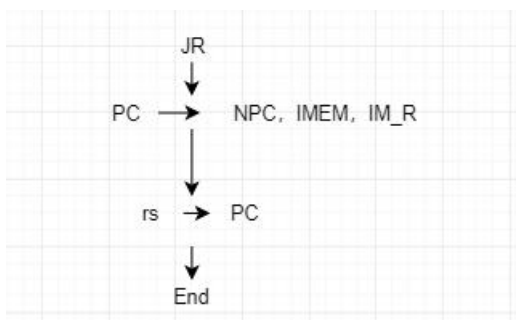 JR
PC NPC, IMEM, IM_R
rs PC
End